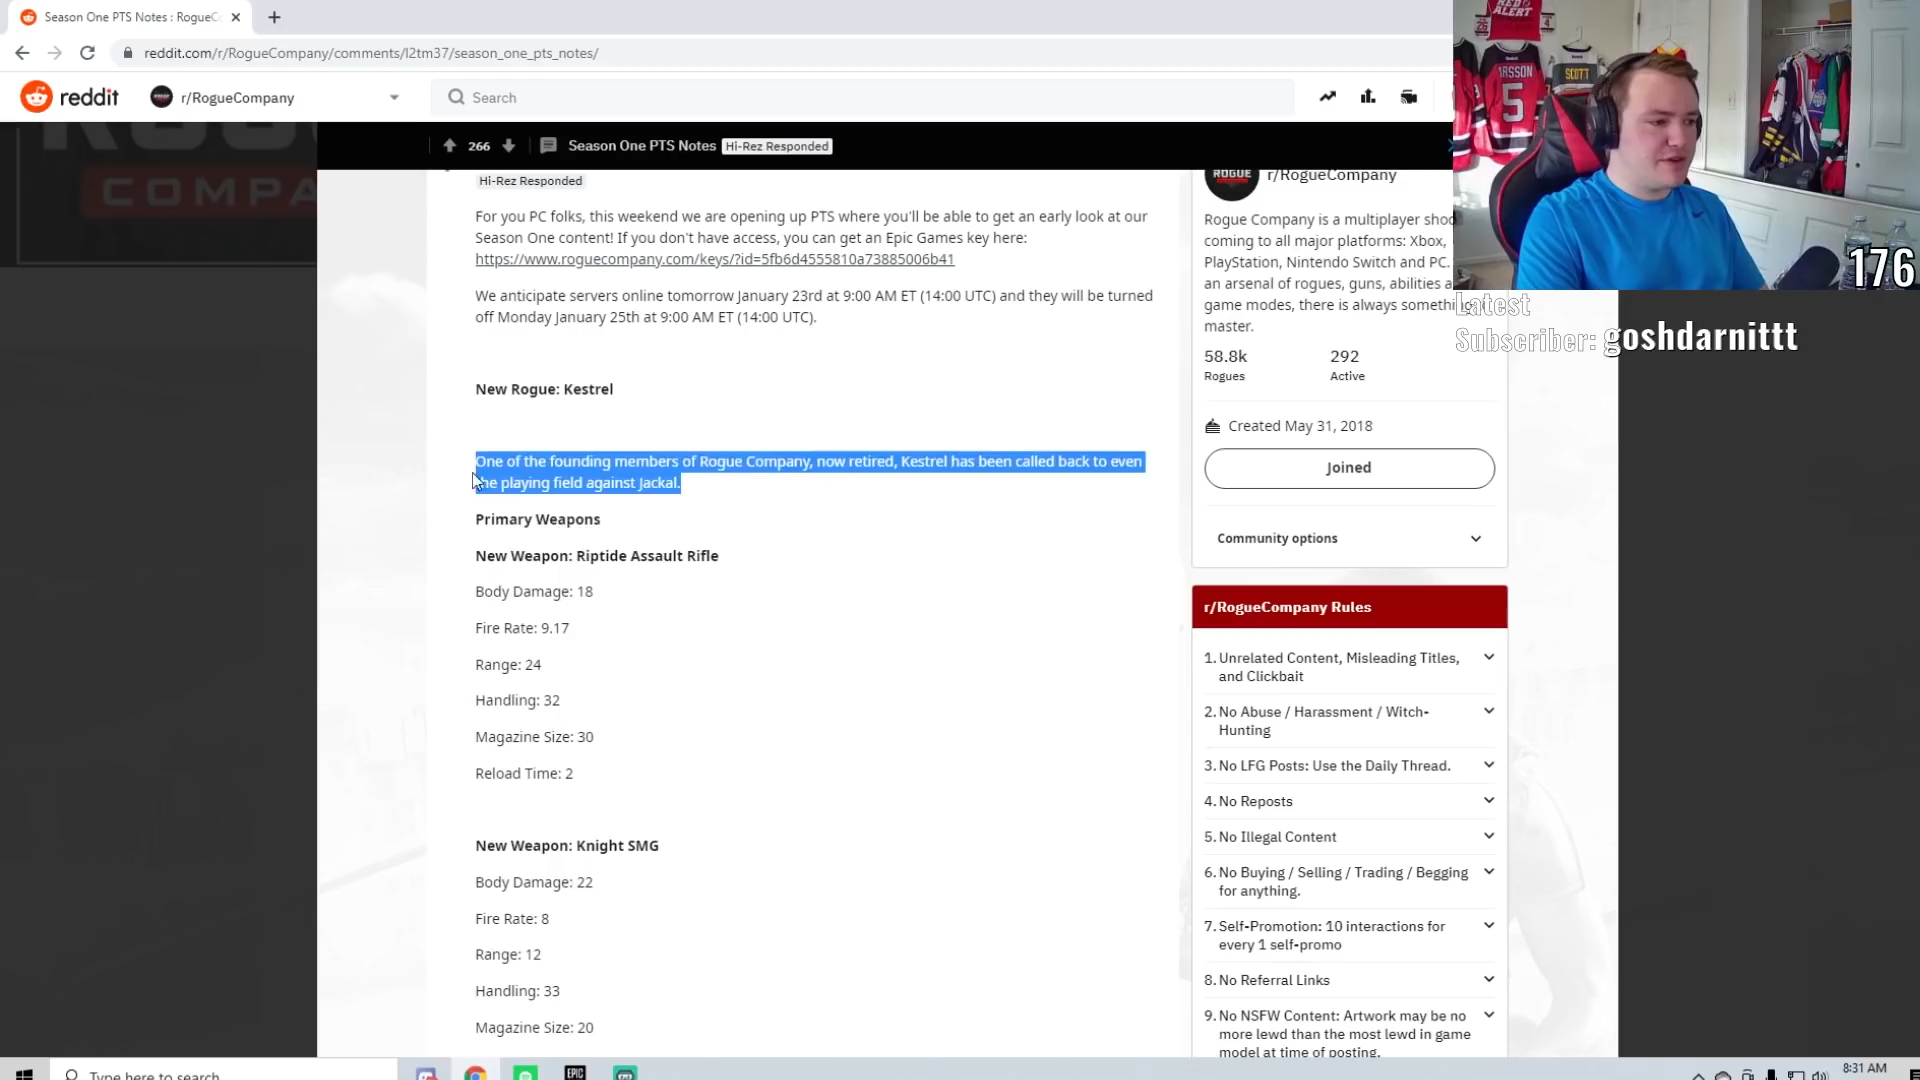 Season One PTS Notes : RogueC
reddit.com/r/RogueCompany/comments/l2tm37/season_one_pts_notes/
reddit
r/RogueCompany
Search
RED ALERT
SCOTT
5
COMPA
266
Season One PTS Notes
Hi-Rez Responded
Hi-Rez Responded
For you PC folks, this weekend we are opening up PTS where you'll be able to get an early look at our
Season One content! If you don't have access, you can get an Epic Games key here:
https://www.roguecompany.com/keys/?id=5fb6d4555810a73885006b41
We anticipate servers online tomorrow January 23rd at 9:00 AM ET (14:00 UTC) and they will be turned
off Monday January 25th at 9:00 AM ET (14:00 UTC).
New Rogue: Kestrel
One of the founding members of Rogue Company, now retired, Kestrel has been called back to even
the playing field against Jackal.
Primary Weapons
New Weapon: Riptide Assault Rifle
Body Damage: 18
Fire Rate: 9.17
Range: 24
Handling: 32
Magazine Size: 30
Reload Time: 2
New Weapon: Knight SMG
Body Damage: 22
Fire Rate: 8
Range: 12
Handling: 33
Magazine Size: 20
ROGUE
r/RogueCompany
Rogue Company is a multiplayer shoo
coming to all major platforms: Xbox,
PlayStation, Nintendo Switch and PC.
an arsenal of rogues, guns, abilities a
game modes, there is always somethi
master.
58.8k
Rogues
292
Active
Created May 31, 2018
Joined
Community options
r/RogueCompany Rules
1. Unrelated Content, Misleading Titles,
and Clickbait
2. No Abuse / Harassment / Witch-
Hunting
3. No LFG Posts: Use the Daily Thread.
4. No Reposts
5. No Illegal Content
6. No Buying / Selling / Trading / Begging
for anything.
7. Self-Promotion: 10 interactions for
every 1 self-promo
8. No Referral Links
9. No NSFW Content: Artwork may be no
more lewd than the most lewd in game
model at time of posting.
176
Latest
Subscriber: goshdarnittt
Type here to search
EPIC
8:31 AM